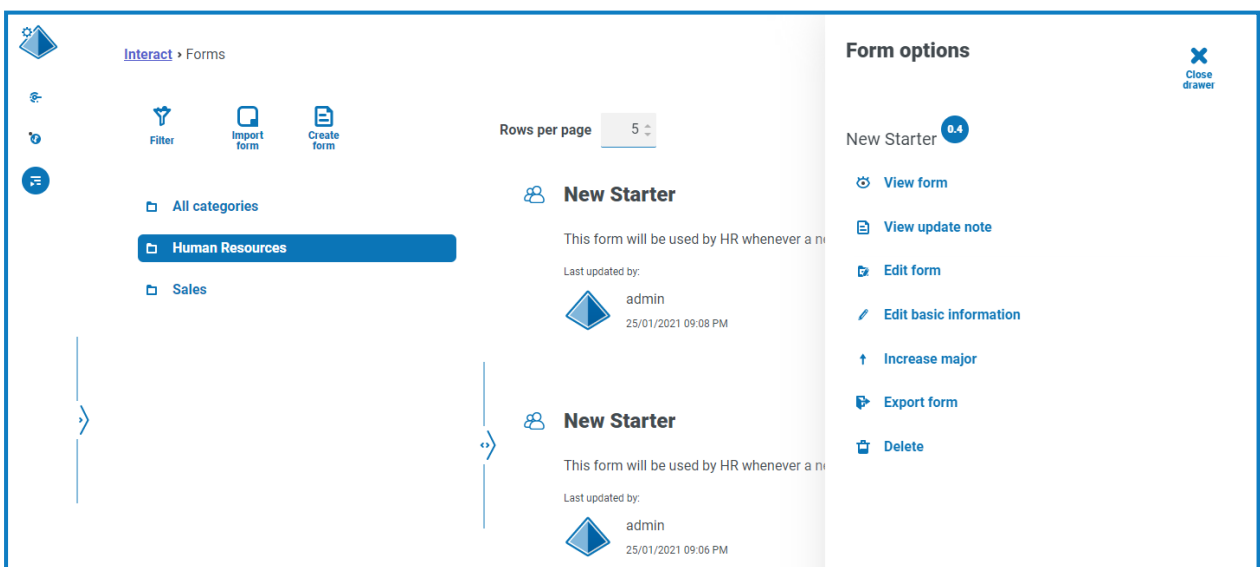 Interact › Forms
Filter
Import
form
Create
form
All categories
Human Resources
Sales
Rows per page 5
New Starter
This form will be used by HR whenever a
Last updated by:
admin
25/01/2021 09:08 PM
New Starter
This form will be used by HR whenever a
Last updated by:
admin
25/01/2021 09:06 PM
Form options
Close
drawer
New Starter 0.4
View form
View update note
Edit form
Edit basic information
Increase major
Export form
Delete